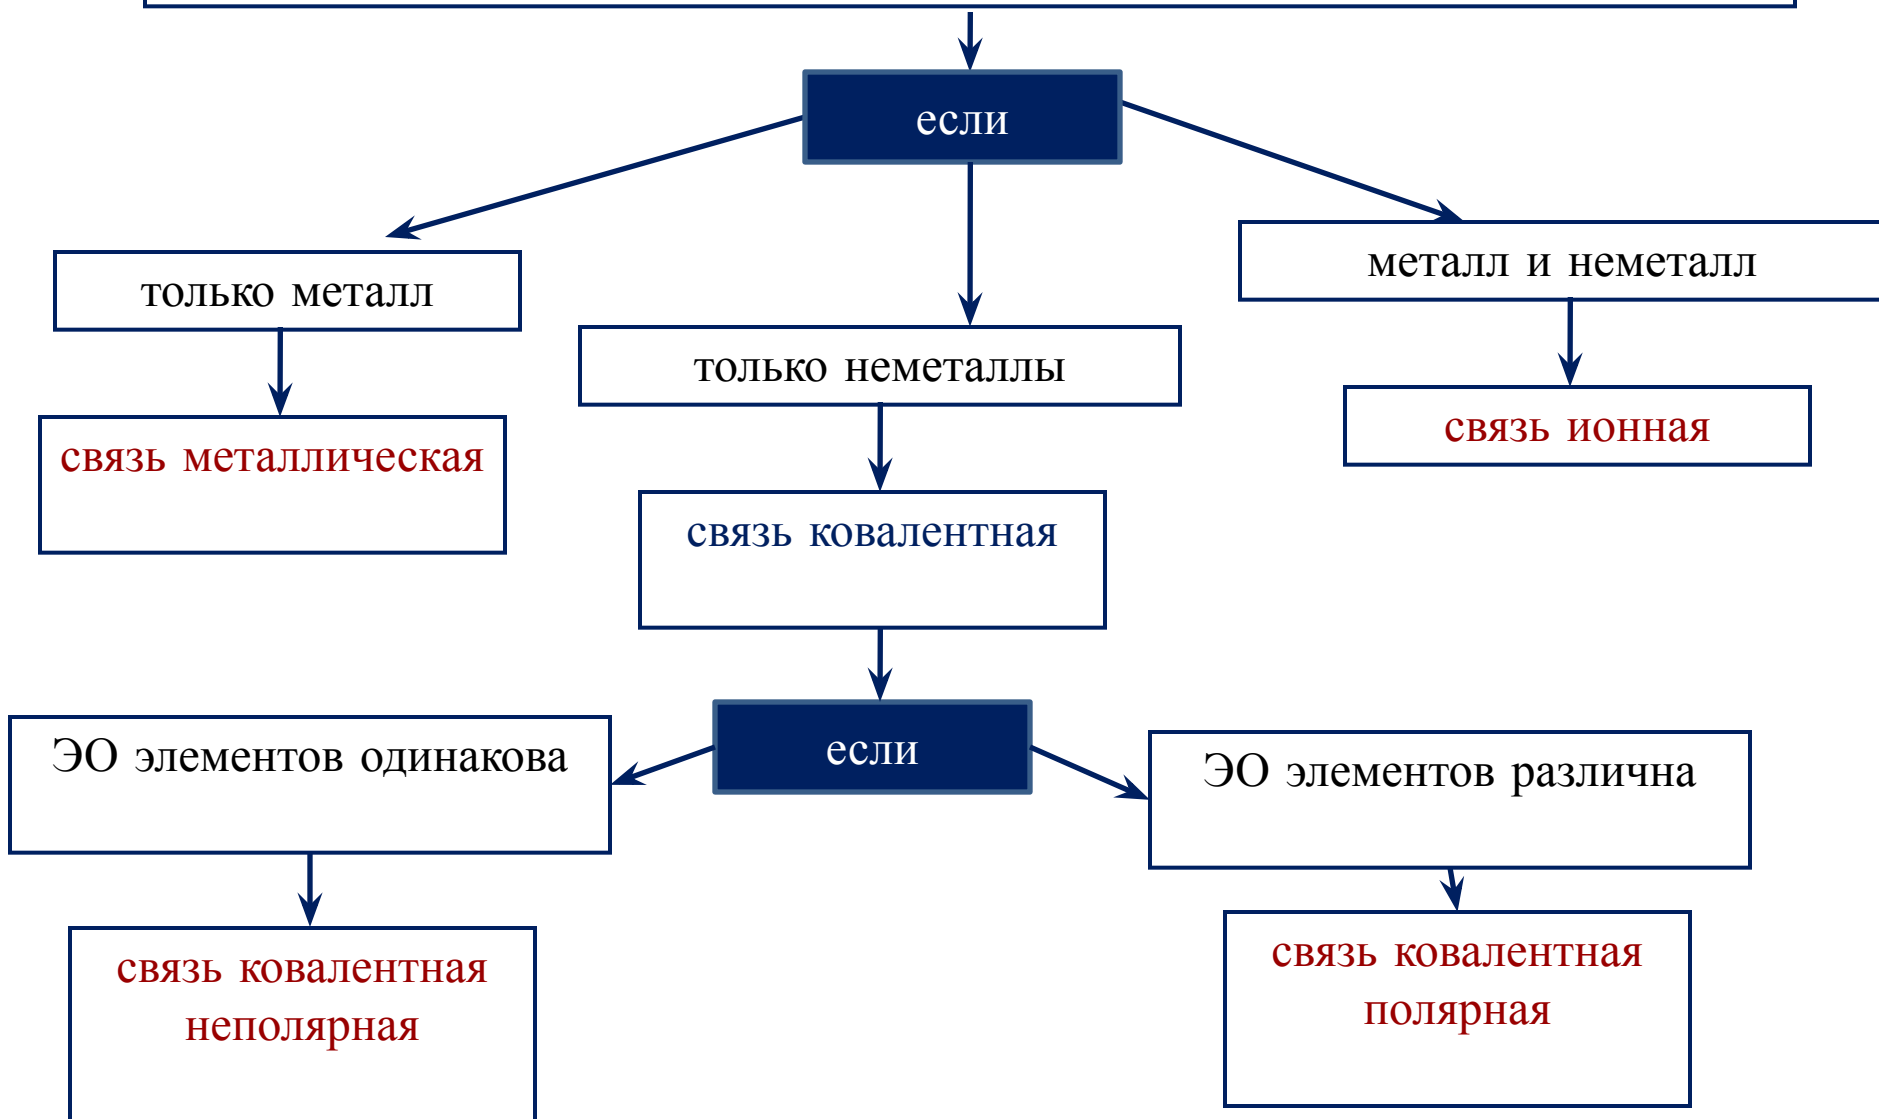 если
только металл
металл и неметалл
только неметаллы
связь металлическая
связь ионная
связь ковалентная
если
ЭО элементов одинакова
ЭО элементов различна
связь ковалентная
неполярная
связь ковалентная
полярная